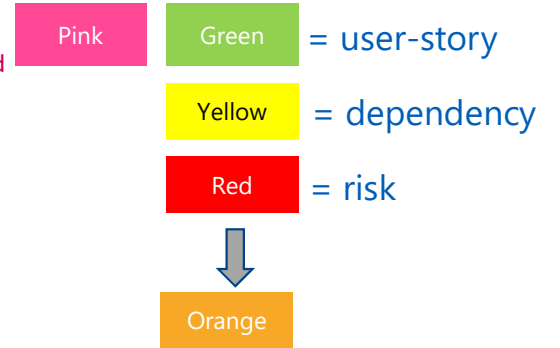 Pink Green = user-story
Yellow = dependency
Red = risk
Orange